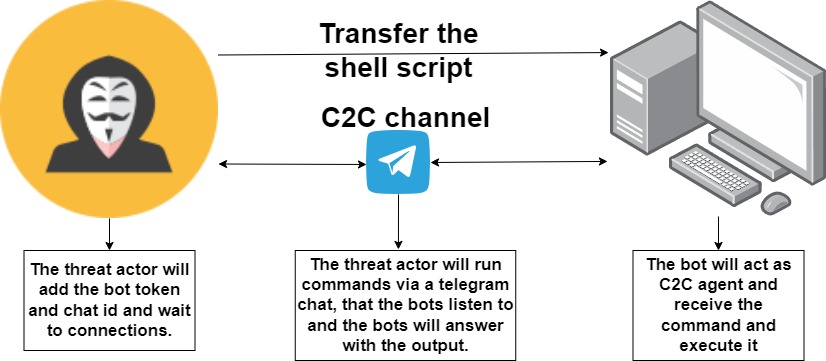 Transfer the
shell script
C2C channel
The threat actor will
add the bot token
and chat id and wait
to connections.
The threat actor will run
commands via a telegram
chat, that the bots listen to
and the bots will answer
with the output.
The bot will act as
C2C agent and
receive the
command and
execute it